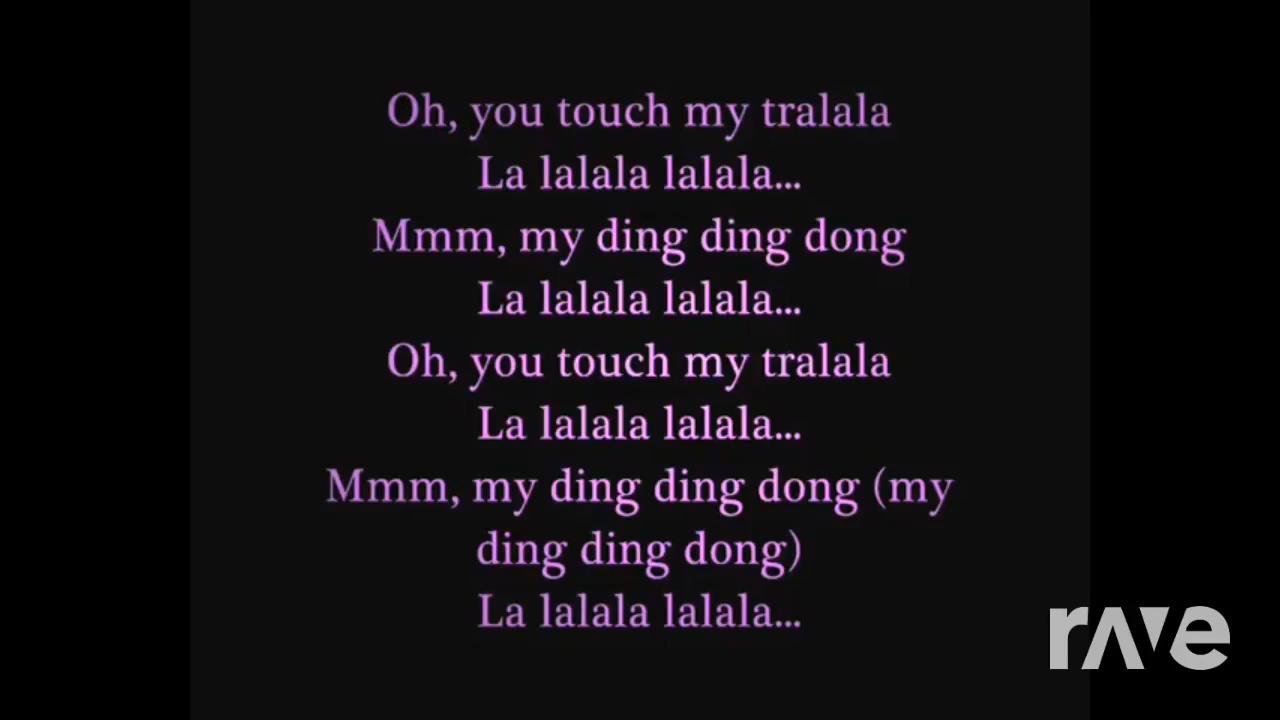 Oh, you touch my tralala
La lalala lalala...
Mmm, my ding ding dong
La lalala lalala...
Oh, you touch my tralala
La lalala lalala...
Mmm, my ding ding dong (my
ding ding dong)
La lalala lalala...
rave